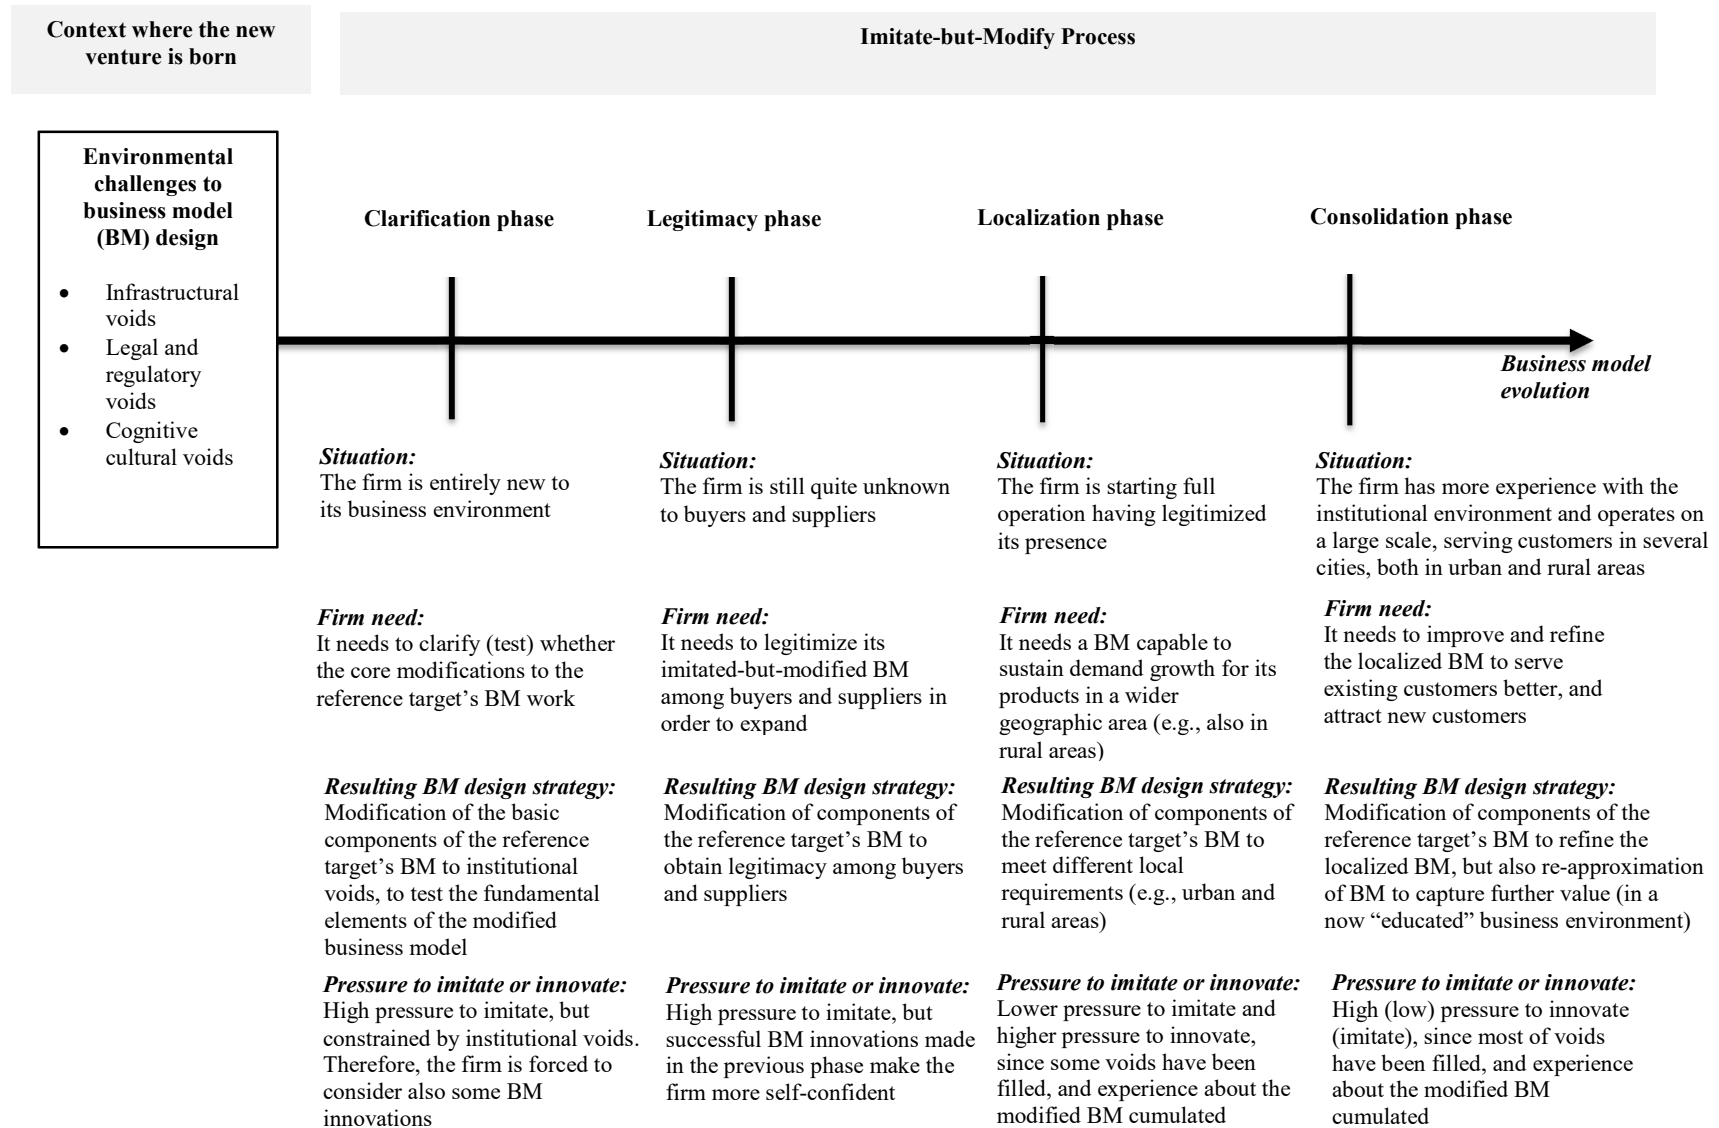 Context where the new
venture is born
Imitate-but-Modify Process
Environmental
challenges to
business model
(BM) design
• Infrastructural
voids
• Legal and
regulatory
voids
• Cognitive
cultural voids
Clarification phase
Legitimacy phase
Localization phase
Consolidation phase
Business model
evolution
Situation:
The firm is entirely new to
its business environment
Situation:
The firm is still quite unknown
to buyers and suppliers
Situation:
The firm is starting full
operation having legitimized
its presence
Situation:
The firm has more experience with the
institutional environment and operates on
a large scale, serving customers in several
cities, both in urban and rural areas
Firm need:
It needs to clarify (test) whether
the core modifications to the
reference target’s BM work
Firm need:
It needs to legitimize its
imitated-but-modified BM
among buyers and suppliers in
order to expand
Firm need:
It needs a BM capable to
sustain demand growth for its
products in a wider
geographic area (e.g., also in
rural areas)
Firm need:
It needs to improve and refine
the localized BM to serve
existing customers better, and
attract new customers
Resulting BM design strategy:
Modification of the basic
components of the reference
target’s BM to institutional
voids, to test the fundamental
elements of the modified
business model
Resulting BM design strategy:
Modification of components of
the reference target’s BM to
obtain legitimacy among buyers
and suppliers
Resulting BM design strategy:
Modification of components of
the reference target’s BM to
meet different local
requirements (e.g., urban and
rural areas)
Resulting BM design strategy:
Modification of components of the
reference target’s BM to refine the
localized BM, but also re-approximation
of BM to capture further value (in a
now “educated” business environment)
Pressure to imitate or innovate:
High pressure to imitate, but
constrained by institutional voids.
Therefore, the firm is forced to
consider also some BM
innovations
Pressure to imitate or innovate:
High pressure to imitate, but
successful BM innovations made
in the previous phase make the
firm more self-confident
Pressure to imitate or innovate:
Lower pressure to imitate and
higher pressure to innovate,
since some voids have been
filled, and experience about the
modified BM cumulated
Pressure to imitate or innovate:
High (low) pressure to innovate
(imitate), since most of voids
have been filled, and experience
about the modified BM
cumulated